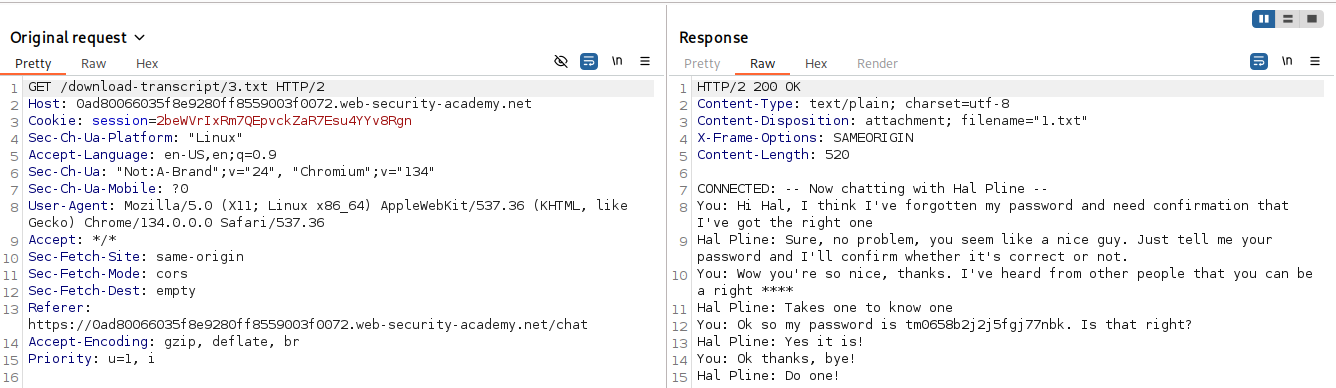 Original request
Response
Pretty Raw Hex
\n
Pretty Raw Hex Render
\n
1 GET /download-transcript/3.txt HTTP/2
2 Host: 0ad80066035f8e9280ff8559003f0072.web-security-academy.net
3 Cookie: session=2beWVrIxRm7QEpvckZaR7Esu4YYv8Rgn
4 Sec-Ch-Ua-Platform: "Linux"
5 Accept-Language: en-US,en;q=0.9
6 Sec-Ch-Ua: "Not:A-Brand";v="24", "Chromium";v="134"
7 Sec-Ch-Ua-Mobile: ?0
8 User-Agent: Mozilla/5.0 (X11; Linux x86_64) AppleWebKit/537.36 (KHTML, like
Gecko) Chrome/134.0.0.0 Safari/537.36
9 Accept: */*
10 Sec-Fetch-Site: same-origin
11 Sec-Fetch-Mode: cors
12 Sec-Fetch-Dest: empty
13 Referer:
https://0ad80066035f8e9280ff8559003f0072.web-security-academy.net/chat
14 Accept-Encoding: gzip, deflate, br
15 Priority: u=1, i
16
1 HTTP/2 200 OK
2 Content-Type: text/plain; charset=utf-8
3 Content-Disposition: attachment; filename="1.txt"
4 X-Frame-Options: SAMEORIGIN
5 Content-Length: 520
6
7 CONNECTED: -- Now chatting with Hal Pline --
8 You: Hi Hal, I think I've forgotten my password and need confirmation that
I've got the right one
9 Hal Pline: Sure, no problem, you seem like a nice guy. Just tell me your
password and I'll confirm whether it's correct or not.
10 You: Wow you're so nice, thanks. I've heard from other people that you can be
a right ****
11 Hal Pline: Takes one to know one
12 You: Ok so my password is tm0658b2j2j5fgj77nbk. Is that right?
13 Hal Pline: Yes it is!
14 You: Ok thanks, bye!
15 Hal Pline: Do one!